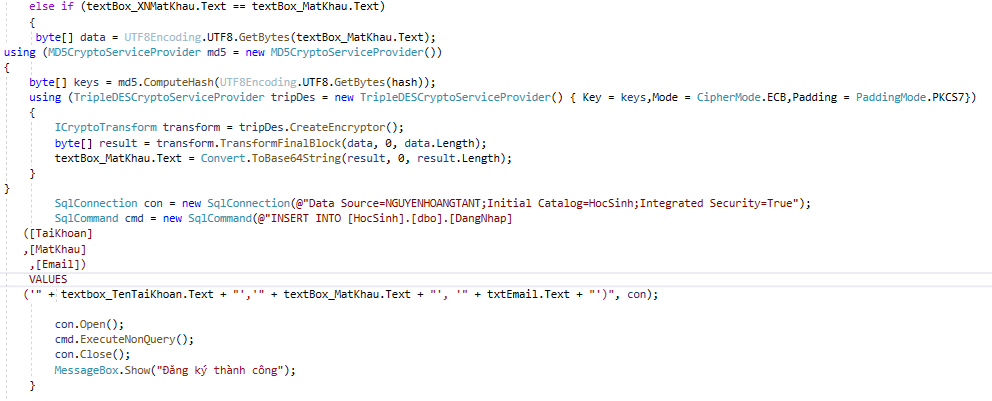 else if (textBox_XNMatKhau.Text == textBox_MatKhau.Text)
{
byte[] data = UTF8Encoding.UTF8.GetBytes(textBox_MatKhau.Text);
using (MD5CryptoServiceProvider md5 = new MD5CryptoServiceProvider())
{
byte[] keys = md5.ComputeHash(UTF8Encoding.UTF8.GetBytes(hash));
using (TripleDESCryptoServiceProvider tripDes = new TripleDESCryptoServiceProvider() { Key = keys,Mode = CipherMode.ECB,Padding = PaddingMode.PKCS7})
{
ICryptoTransform transform = tripDes.CreateEncryptor();
byte[] result = transform.TransformFinalBlock(data, 0, data.Length);
textBox_MatKhau.Text = Convert.ToBase64String(result, 0, result.Length);
}
}
SqlConnection con = new SqlConnection(@"Data Source=NGUYENHOANGTANT;Initial Catalog=HocSinh;Integrated Security=True");
SqlCommand cmd = new SqlCommand(@"INSERT INTO [HocSinh].[dbo].[DangNhap]
([TaiKhoan]
,[MatKhau]
,[Email])
VALUES
('" + textbox_TenTaiKhoan.Text + "','" + textBox_MatKhau.Text + "', '" + txtEmail.Text + "')", con);
con.Open();
cmd.ExecuteNonQuery();
con.Close();
MessageBox.Show("Đăng ký thành công");
}